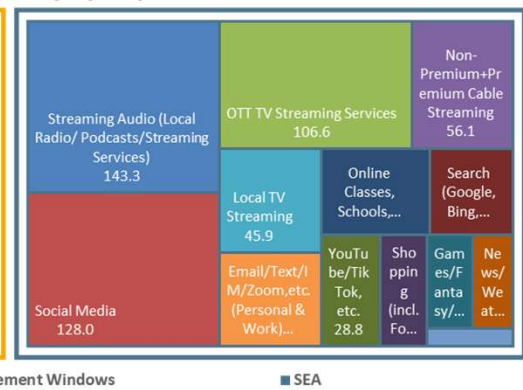 Streaming Audio (Local
Radio/ Podcasts/Streaming
Services)
143.3
Social Media
128.0
OTT TV Streaming Services
106.6
Non-
Premium+Pr
emium Cable
Streaming
56.1
Local TV
Streaming
45.9
Online
Classes,
Schools,...
Search
(Google,
Bing,...
Email/Text/I
M/Zoom,etc.
(Personal &
Work)...
YouTu
be/Tik
Tok,
etc.
28.8
Sho
ppin
g
(incl.
Fo...
Gam
es/F
anta
sy/...
Ne
ws/
We
at...
ement Windows
SEA